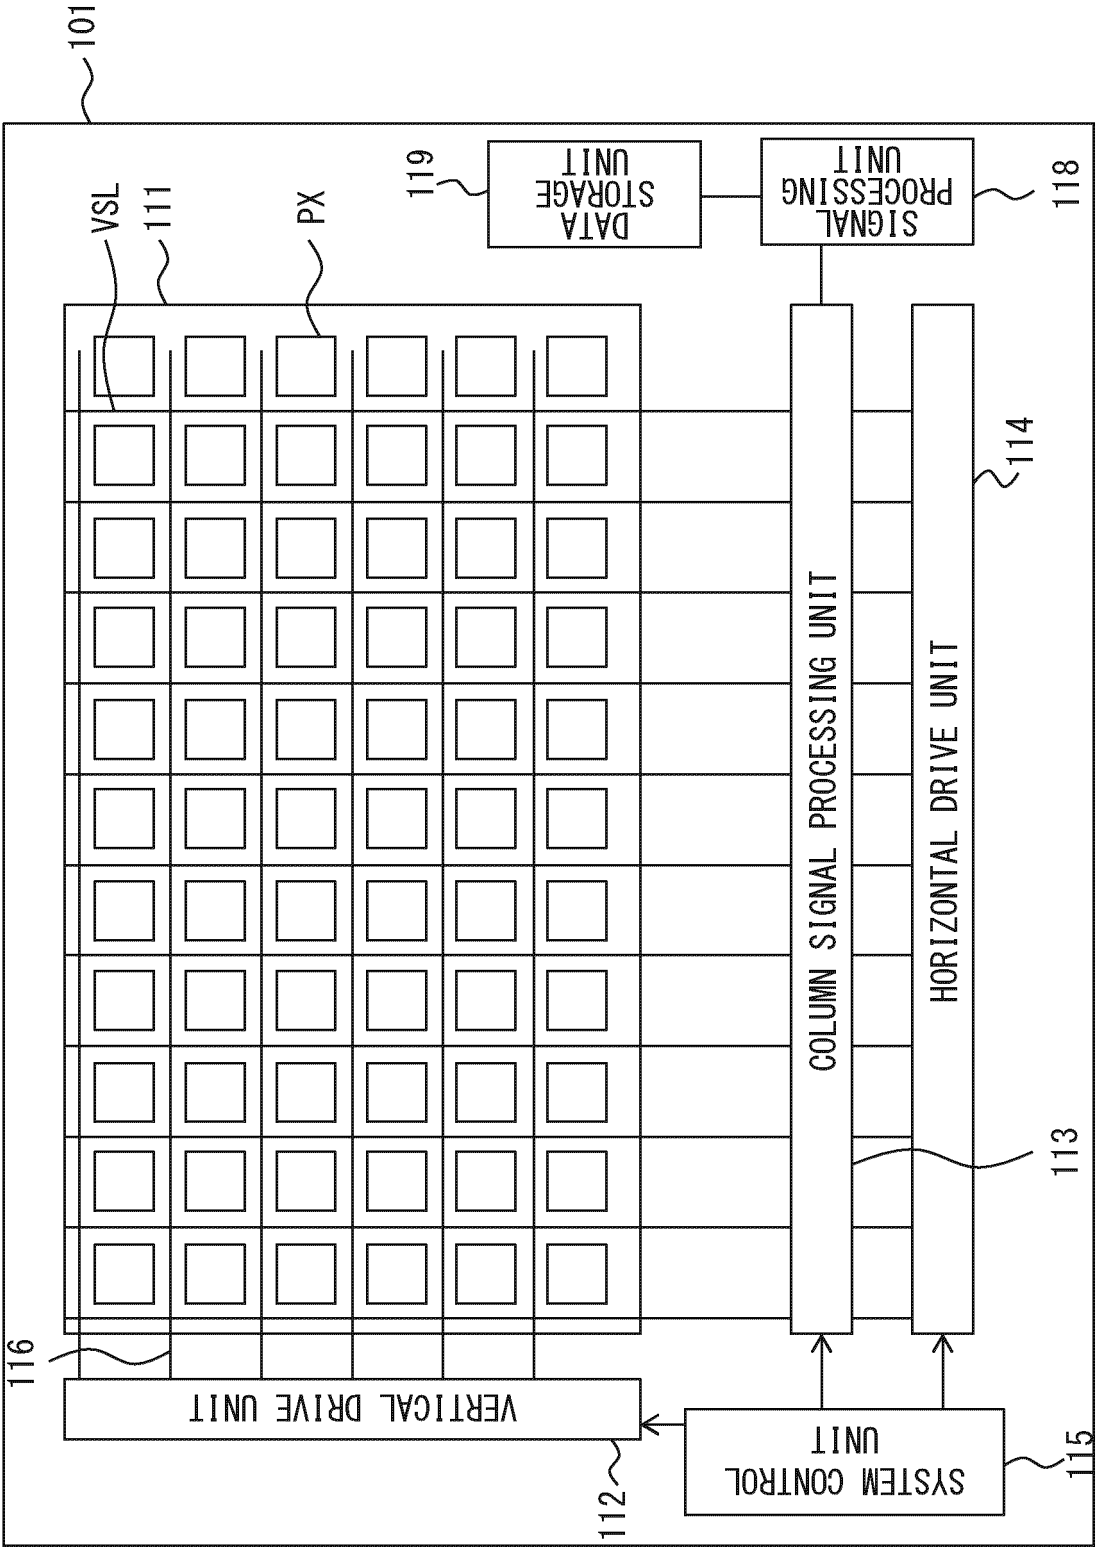 101
VSL
111
PX
119
DATA
STORAGE
UNIT
SIGNAL
PROCESSING
UNIT
118
114
COLUMN SIGNAL PROCESSING UNIT
HORIZONTAL DRIVE UNIT
113
116
VERTICAL DRIVE UNIT
112
SYSTEM CONTROL
UNIT
115